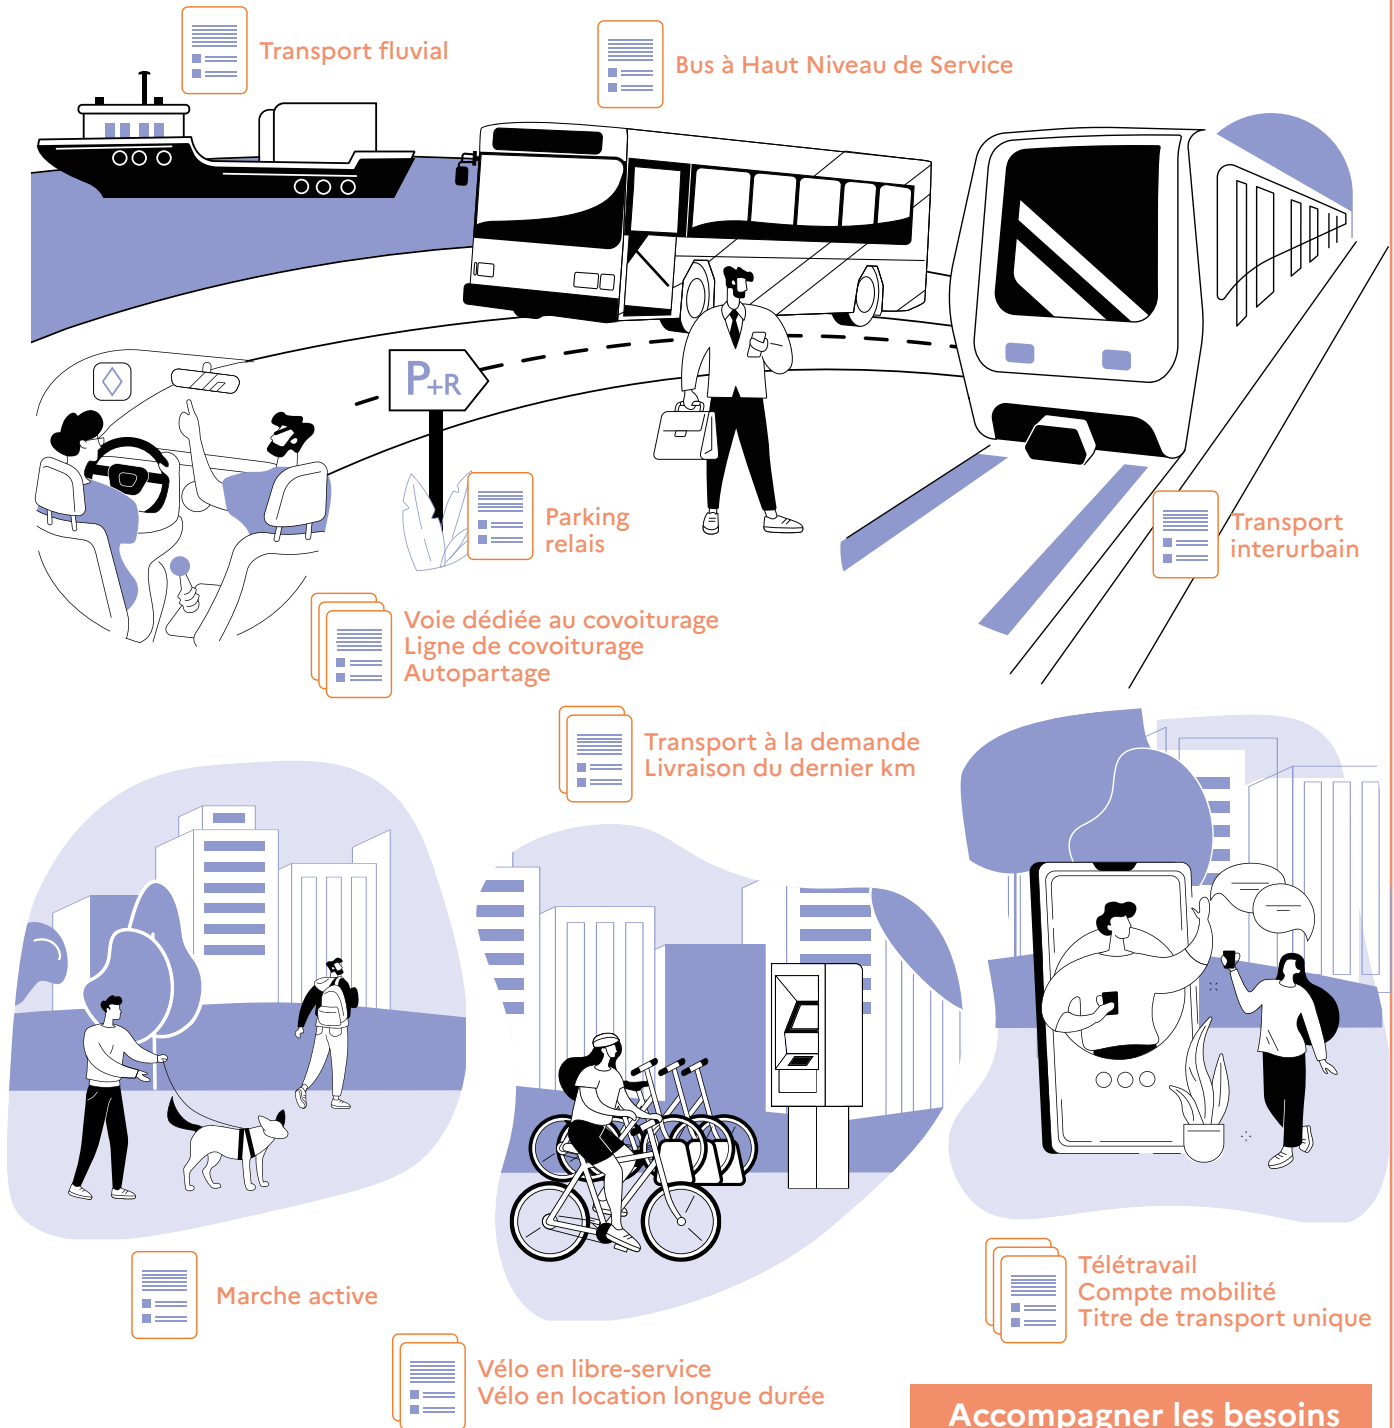 Transport fluvial
Bus à Haut Niveau de Service
P+R
Parking
relais
Transport
interurbain
Voie dédiée au covoiturage
Ligne de covoiturage
Autopartage
Transport à la demande
Livraison du dernier km
Marche active
Télétravail
Compte mobilité
Titre de transport unique
Vélo en libre-service
Vélo en location longue durée
Accompagner les besoins